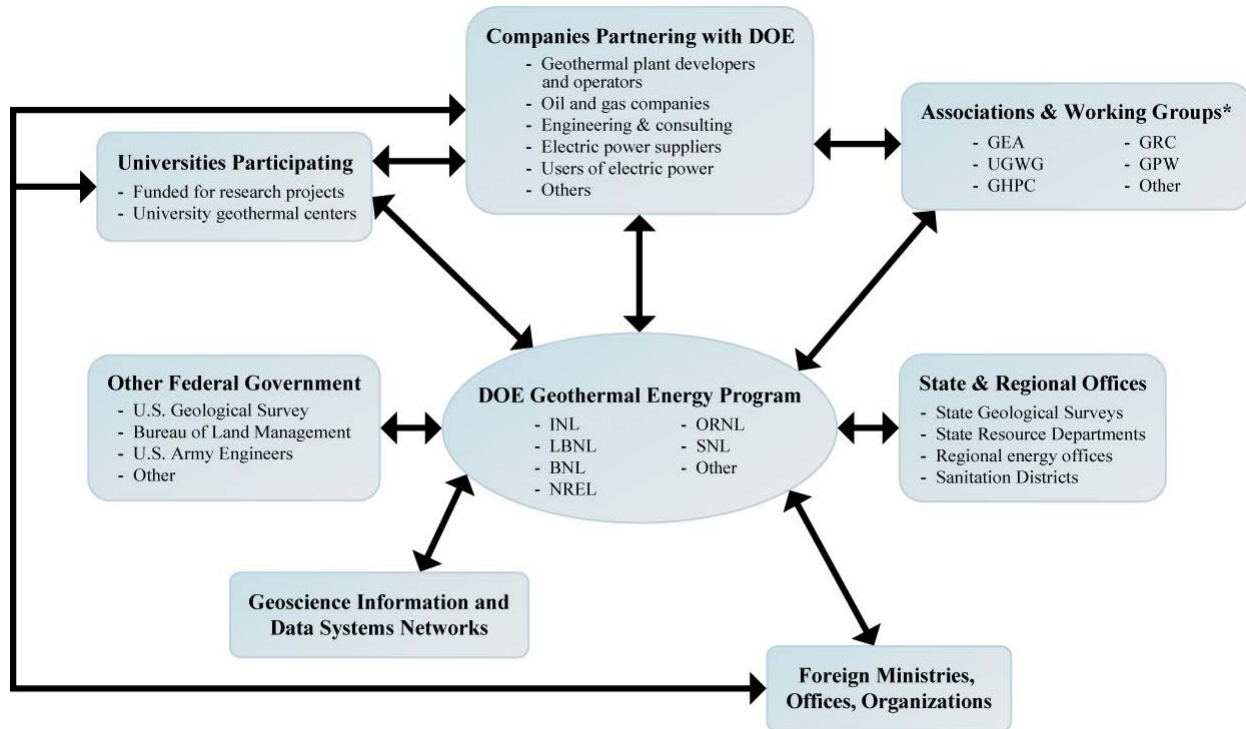 Companies Partnering with DOE
- Geothermal plant developers
and operators
- Oil and gas companies
- Engineering & consulting
- Electric power suppliers
- Users of electric power
- Others
Associations & Working Groups*
- GEA
- UGWG
- GHPC
- GRC
- GPW
- Other
Universities Participating
- Funded for research projects
- University geothermal centers
Other Federal Government
- U.S. Geological Survey
- Bureau of Land Management
- U.S. Army Engineers
- Other
DOE Geothermal Energy Program
- INL
- LBNL
- BNL
- NREL
- ORNL
- SNL
- Other
State & Regional Offices
- State Geological Surveys
- State Resource Departments
- Regional energy offices
- Sanitation Districts
Geoscience Information and
Data Systems Networks
Foreign Ministries,
Offices, Organizations